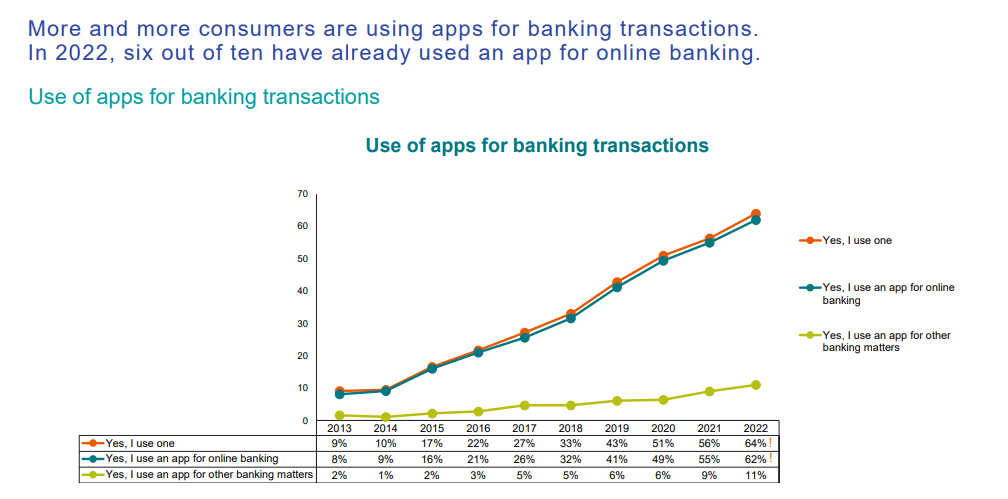 More and more consumers are using apps for banking transactions.
In 2022, six out of ten have already used an app for online banking.
Use of apps for banking transactions
Use of apps for banking transactions
70
60
50
40
30
20
10
0
Yes, I use one
Yes, I use an app for online
banking
Yes, I use an app for other
banking matters
2013 2014 2015 2016 2017 2018 2019 2020 2021 2022
Yes, I use one 9% 10% 17% 22% 27% 33% 43% 51% 56% 64% !
Yes, I use an app for online banking 8% 9% 16% 21% 26% 32% 41% 49% 55% 62% !
Yes, I use an app for other banking matters 2% 1% 2% 3% 5% 5% 6% 6% 9% 11%